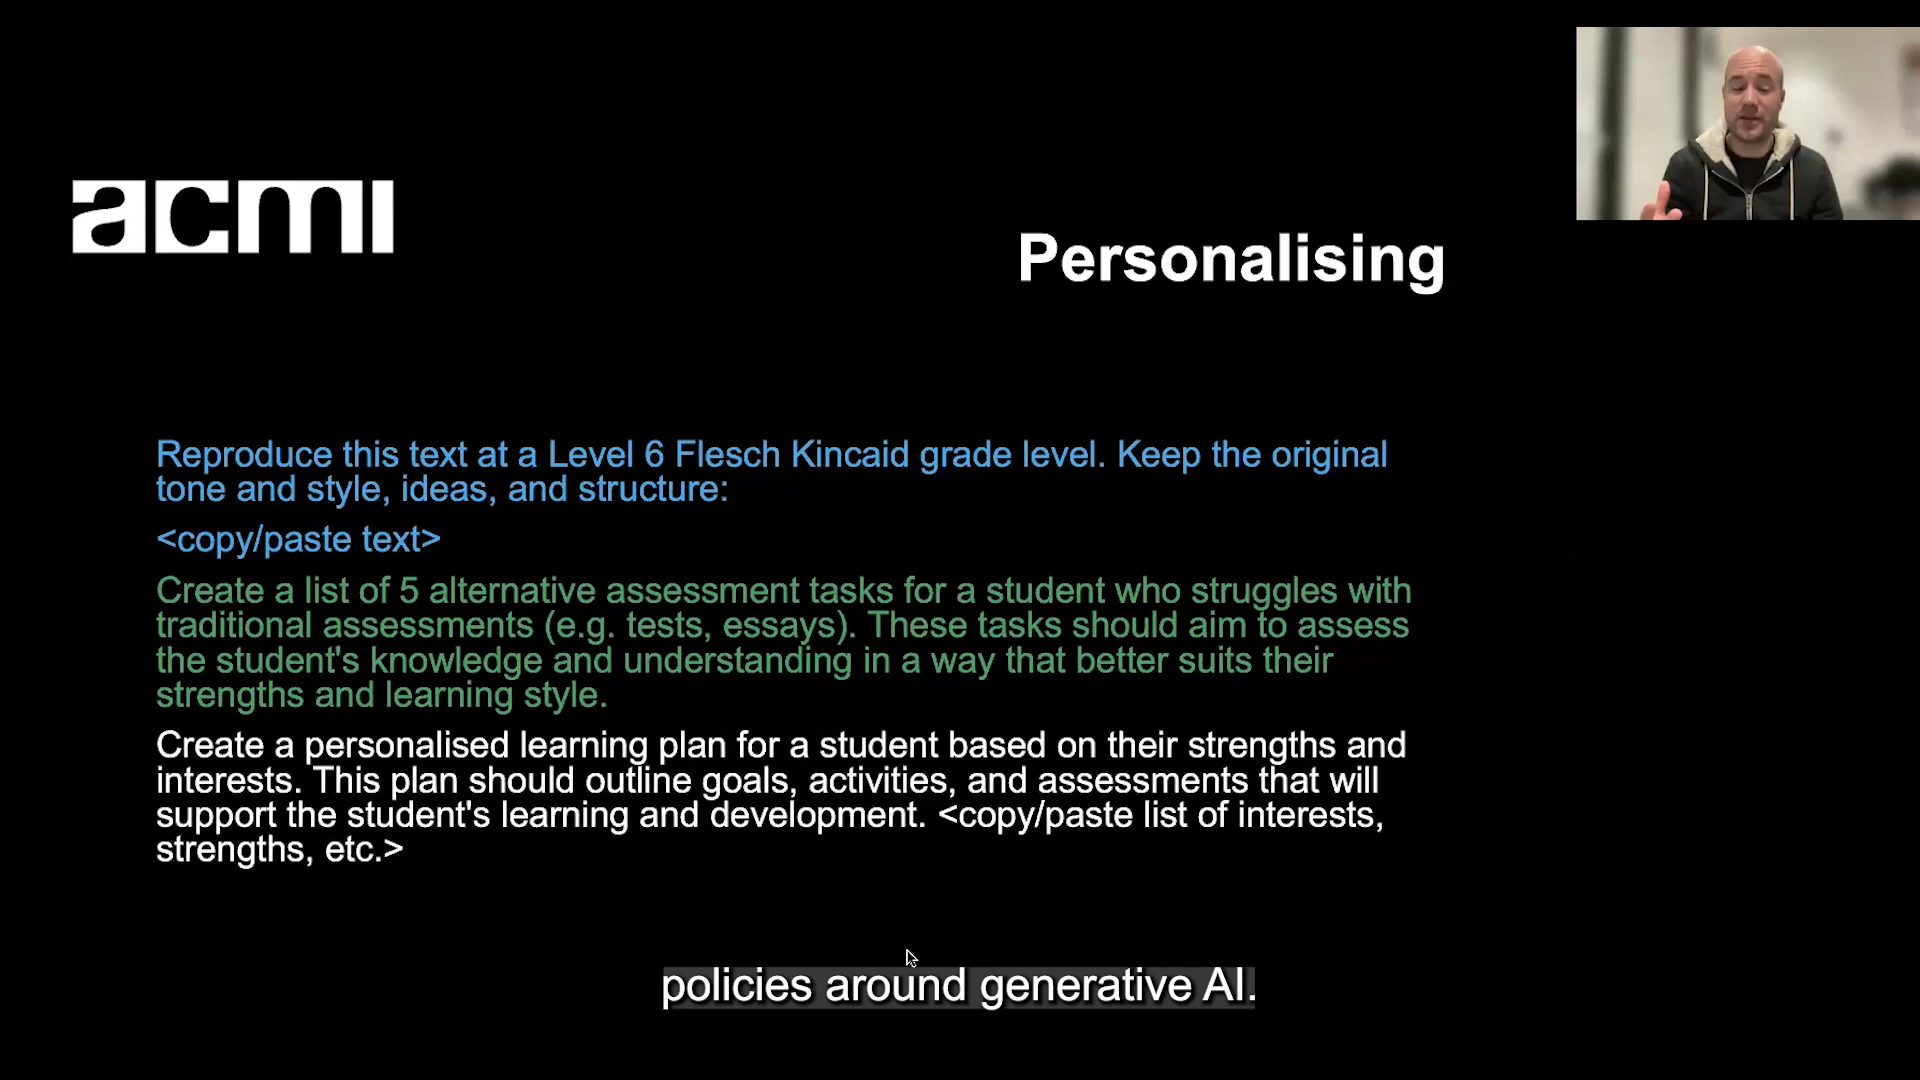 acmi
Personalising
Reproduce this text at a Level 6 Flesch Kincaid grade level. Keep the original
tone and style, ideas, and structure:
<copy/paste text>
Create a list of 5 alternative assessment tasks for a student who struggles with
traditional assessments (e.g. tests, essays). These tasks should aim to assess
the student's knowledge and understanding in a way that better suits their
strengths and learning style.
Create a personalised learning plan for a student based on their strengths and
interests. This plan should outline goals, activities, and assessments that will
support the student's learning and development. <copy/paste list of interests,
strengths, etc.>
policies around generative AI.